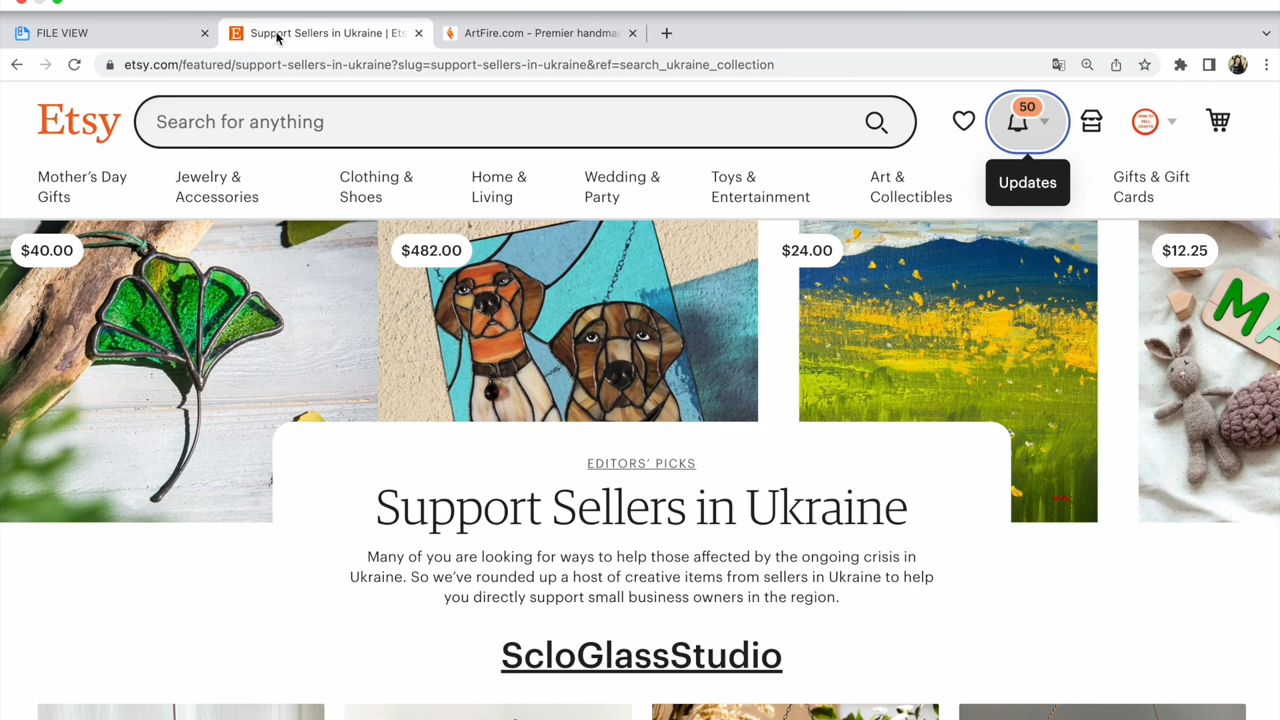 FILE VIEW
Support Sellers in Ukraine | Ets
ArtFire.com - Premier handma
etsy.com/featured/support-sellers-in-ukraine?slug=support-sellers-in-ukraine&ref=search_ukraine_collection
Etsy
Search for anything
50
Mother's Day
Gifts
Jewelry &
Accessories
Clothing &
Shoes
Home &
Living
Wedding &
Party
Toys &
Entertainment
Art &
Collectibles
Updates
Gifts & Gift
Cards
$40.00
$482.00
$24.00
$12.25
MA
EDITORS' PICKS
Support Sellers in Ukraine
Many of you are looking for ways to help those affected by the ongoing crisis in
Ukraine. So we've rounded up a host of creative items from sellers in Ukraine to help
you directly support small business owners in the region.
ScloGlassStudio